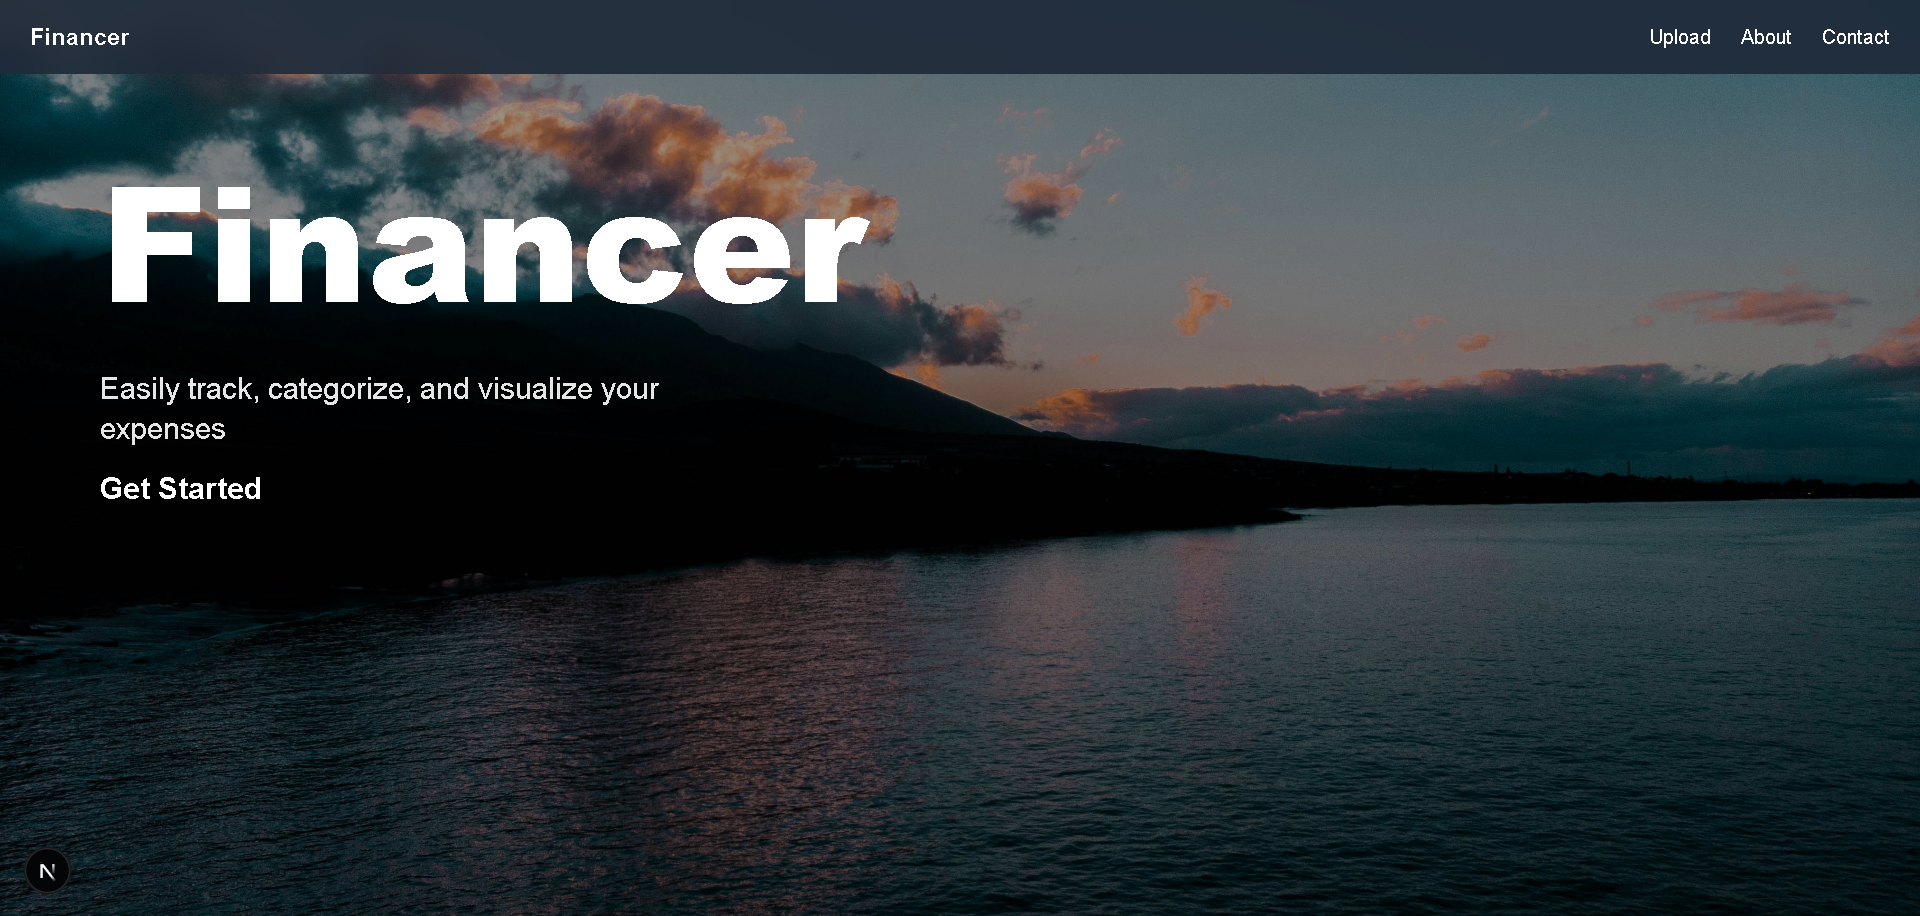 Financer
Upload About Contact
Financer
Easily track, categorize, and visualize your
expenses
Get Started
N